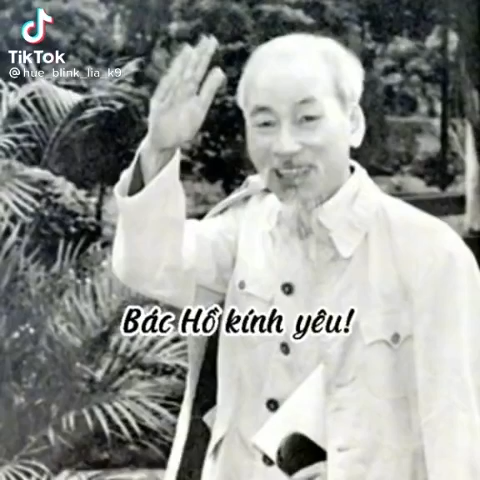 TikTok
@hue_blink_lia_k9
Bác Hồ kính yêu!